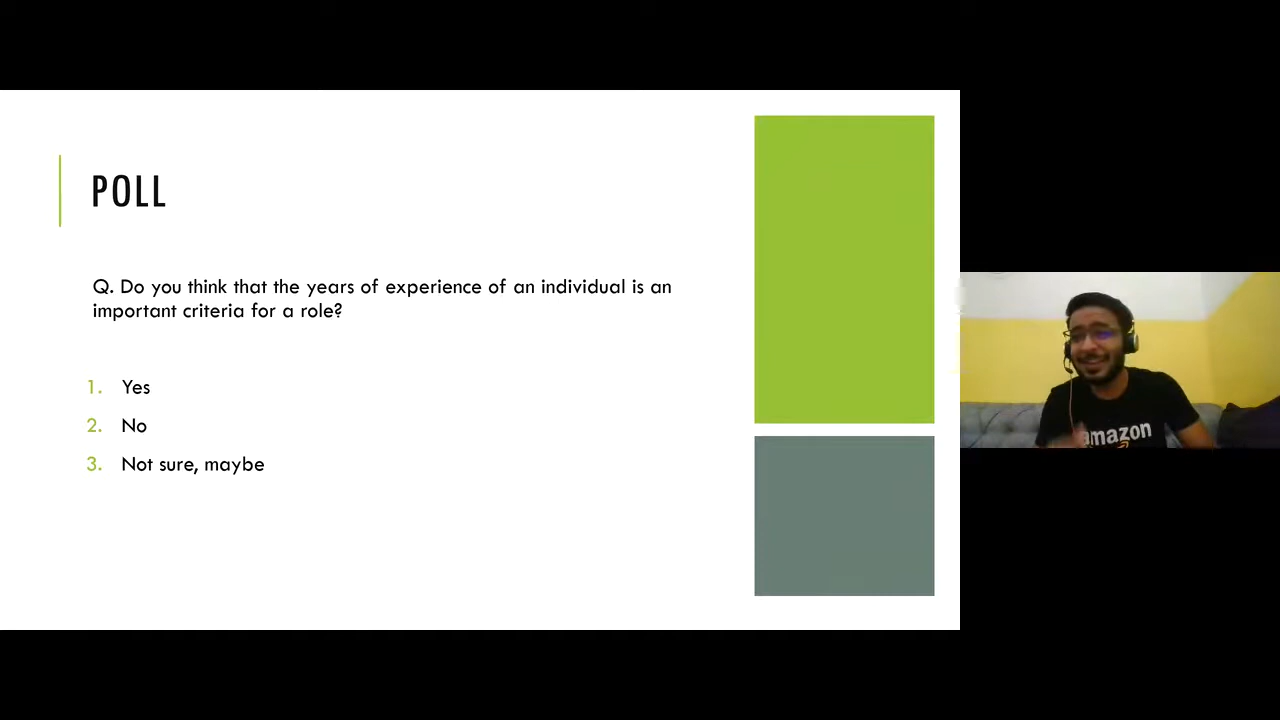 POLL
Q. Do you think that the years of experience of an individual is an
important criteria for a role?
1. Yes
2. No
3. Not sure, maybe
amazon